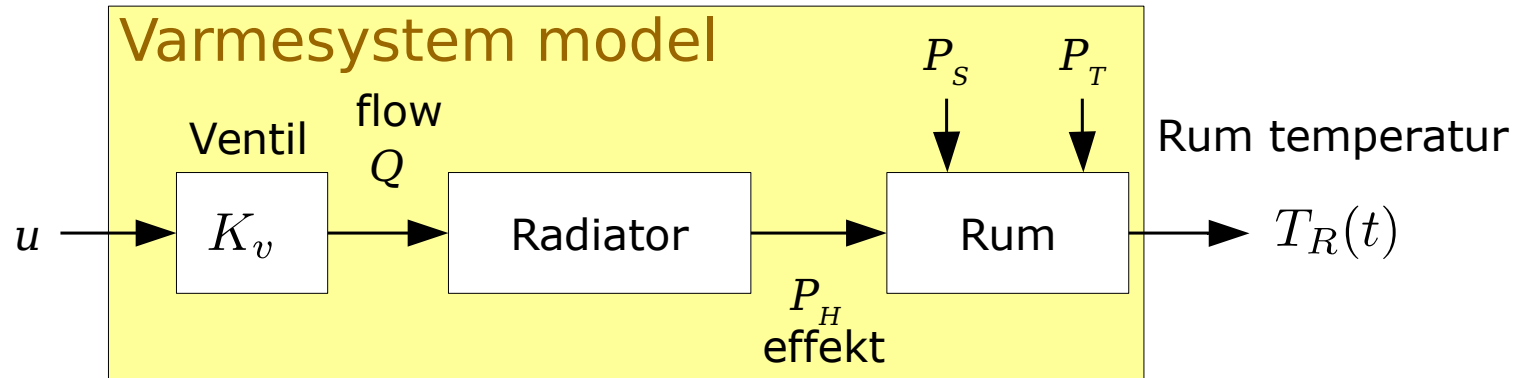 Varmesystem model
P_S
P_T
flow
Q
Ventil
Rum temperatur
u
K_v
Radiator
Rum
T_R(t)
P_H
effekt